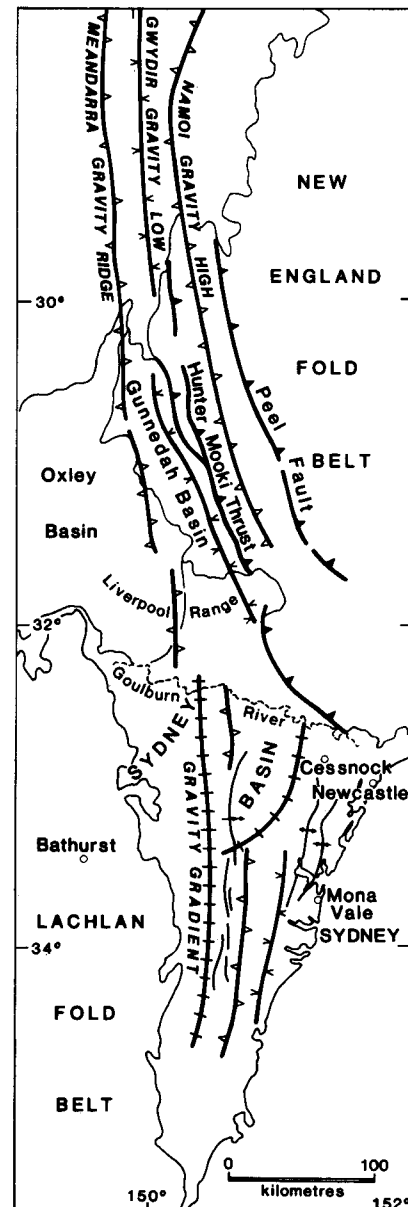 MEANDARRA GRAVITY RIDGE
GWYDIR GRAVITY LOW
NAMOI GRAVITY HIGH
NEW
ENGLAND
FOLD
BELT
30°
Peel Fault
Hunter Mooki Thrust
Gunnedah Basin
Oxley
Basin
Liverpool Range
32°
Goulburn River
SYDNEY BASIN
GRAVITY GRADIENT
Cessnock
Newcastle
Bathurst
Mona
Vale
SYDNEY
LACHLAN
34°
FOLD
BELT
0 100
kilometres
150° 152°